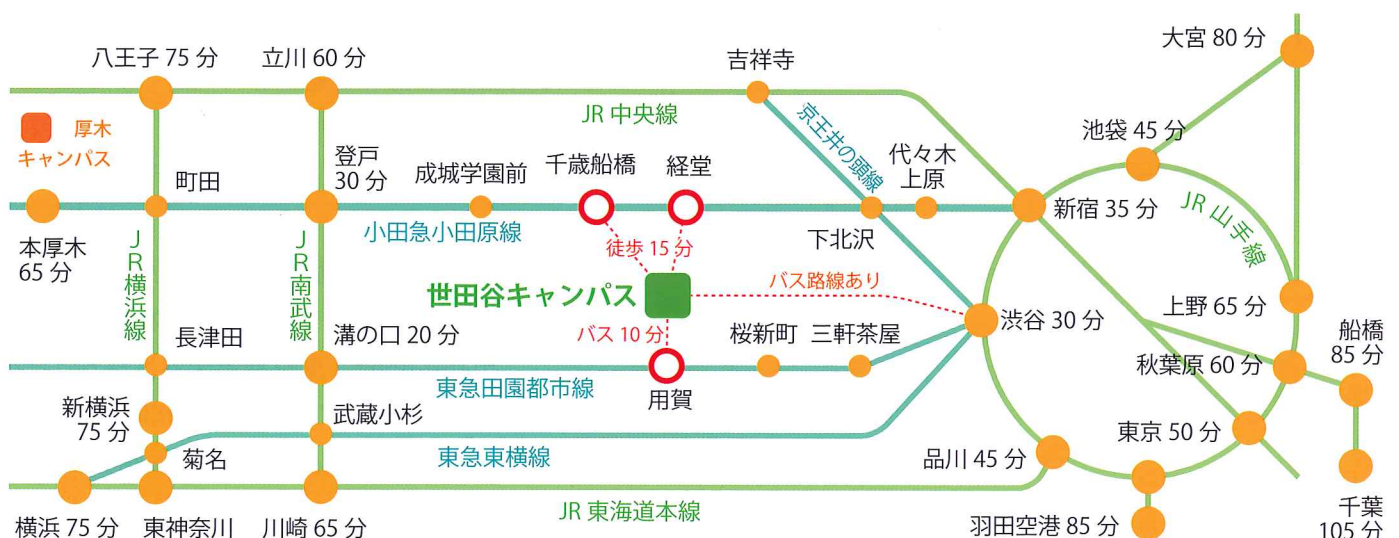 八王子 75 分
立川 60 分
吉祥寺
大宮 80 分
JR 中央線
京王井の頭線
池袋 45 分
厚木
キャンパス
町田
登戸
30 分
成城学園前
千歳船橋
経堂
代々木
上原
新宿 35 分
JR 山手線
本厚木
65 分
JR横浜線
JR南武線
小田急小田原線
下北沢
徒歩 15 分
世田谷キャンパス
バス路線あり
上野 65 分
渋谷 30 分
船橋
85 分
長津田
溝の口 20 分
バス 10 分
桜新町
三軒茶屋
秋葉原 60 分
東急田園都市線
用賀
新横浜
75 分
武蔵小杉
東京 50 分
菊名
東急東横線
品川 45 分
横浜 75 分
東神奈川
川崎 65 分
JR 東海道本線
羽田空港 85 分
千葉
105 分